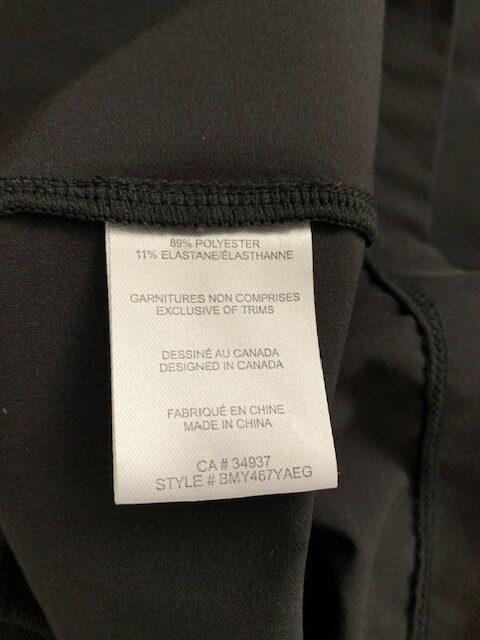 89% POLYESTER
11% ELASTANE/ÉLASTHANNE
GARNITURES NON COMPRISES
EXCLUSIVE OF TRIMS
DESSINÉ AU CANADA
DESIGNED IN CANADA
FABRIQUÉ EN CHINE
MADE IN CHINA
CA # 34937
STYLE # BMY467YAEG